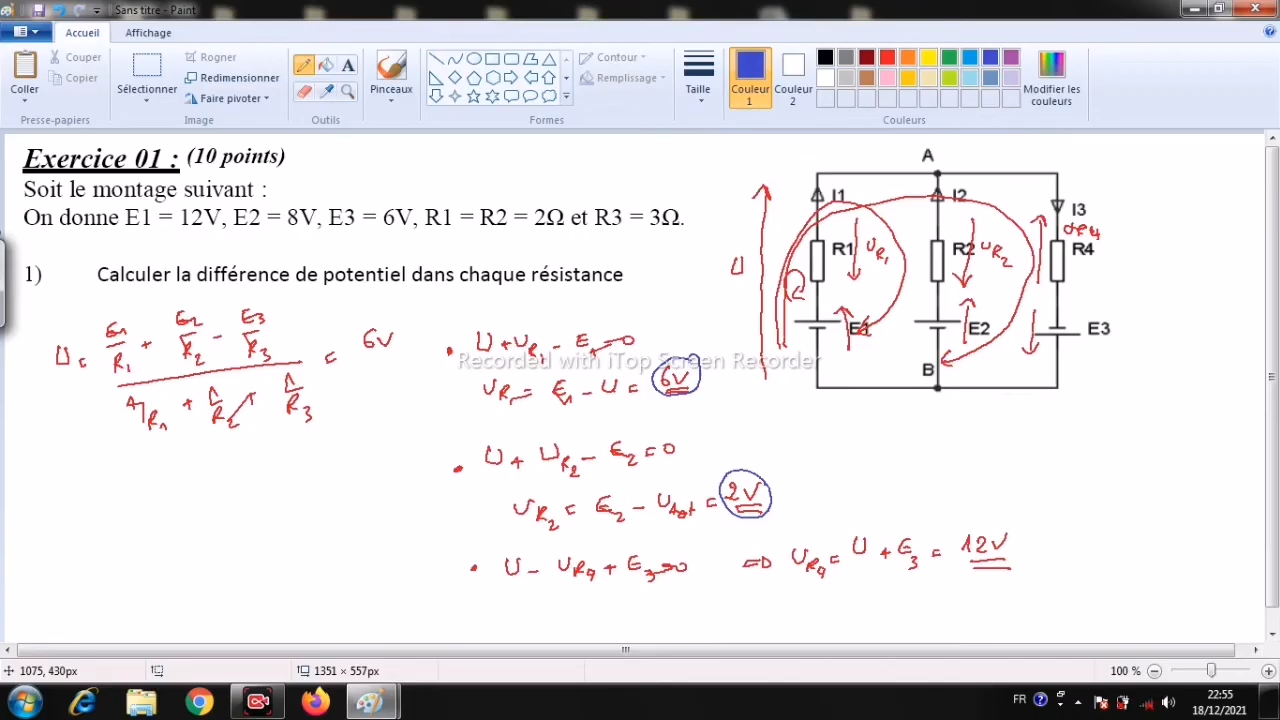 Sans titre - Paint
Accueil Affichage
Coller
Couper
Copier
Presse-papiers
Sélectionner
Rogner
Redimensionner
Faire pivoter
Image
A
Outils
Pinceaux
Contour
Remplissage
Formes
Taille
Couleur 1
Couleur 2
Modifier les couleurs
Couleurs
Exercice 01 : (10 points)
Soit le montage suivant :
On donne E1 = 12V, E2 = 8V, E3 = 6V, R1 = R2 = 2Ω et R3 = 3Ω.
1) Calculer la différence de potentiel dans chaque résistance
U = (E1/R1 + E2/R2 - E3/R3) / (1/R1 + 1/R2 + 1/R3) = 6V
Recorded with iTop Screen Recorder
• U + UR1 - E1 = 0
UR1 = E1 - U = 6V
• U + UR2 - E2 = 0
UR2 = E2 - = 2V
• U - UR4 + E3 = 0 ⇒ UR4 = U + E3 = 12V
A
I1 I2 I3
U R1 UR1 R2 UR2 UR4 R4
E1 E2 E3
B
1075, 430px
1351 × 557px
100 %
FR
22:55
18/12/2021